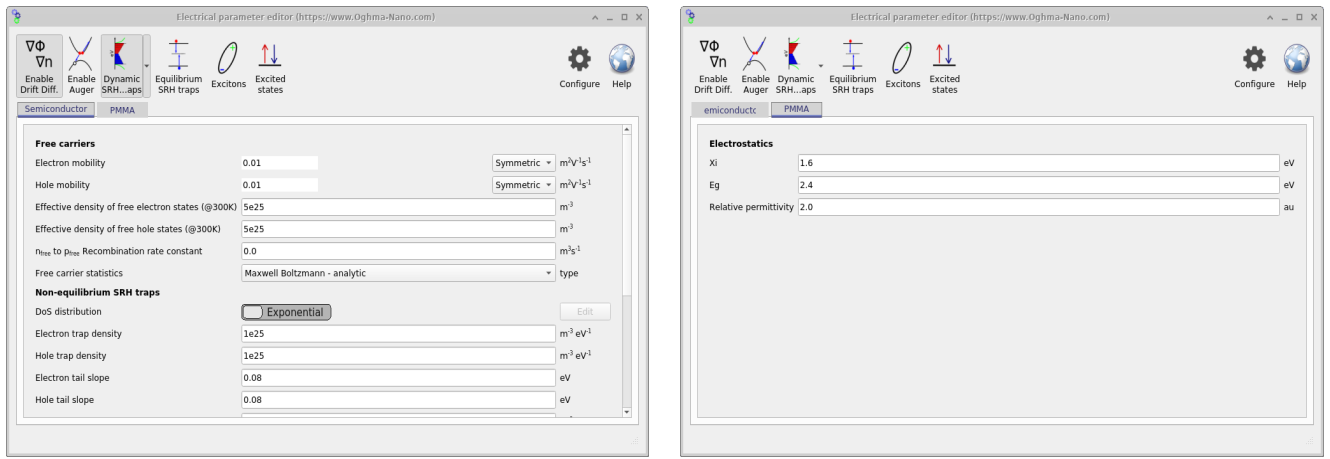 Electrical parameter editor (https://www.Oghma-Nano.com)
∇Φ
∇n
Enable Drift Diff.
Enable Auger
Dynamic SRH...aps
Equilibrium SRH traps
Excitons
Excited states
Configure
Help
Semiconductor PMMA
Free carriers
Electron mobility 0.01 Symmetric m²V⁻¹s⁻¹
Hole mobility 0.01 Symmetric m²V⁻¹s⁻¹
Effective density of free electron states (@300K) 5e25 m⁻³
Effective density of free hole states (@300K) 5e25 m⁻³
nfree to pfree Recombination rate constant 0.0 m³s⁻¹
Free carrier statistics Maxwell Boltzmann - analytic type
Non-equilibrium SRH traps
DoS distribution Exponential Edit
Electron trap density 1e25 m⁻³ eV⁻¹
Hole trap density 1e25 m⁻³ eV⁻¹
Electron tail slope 0.08 eV
Hole tail slope 0.08 eV
Electrical parameter editor (https://www.Oghma-Nano.com)
∇Φ
∇n
Enable Drift Diff.
Enable Auger
Dynamic SRH...aps
Equilibrium SRH traps
Excitons
Excited states
Configure
Help
emiconductc PMMA
Electrostatics
Xi 1.6 eV
Eg 2.4 eV
Relative permittivity 2.0 au